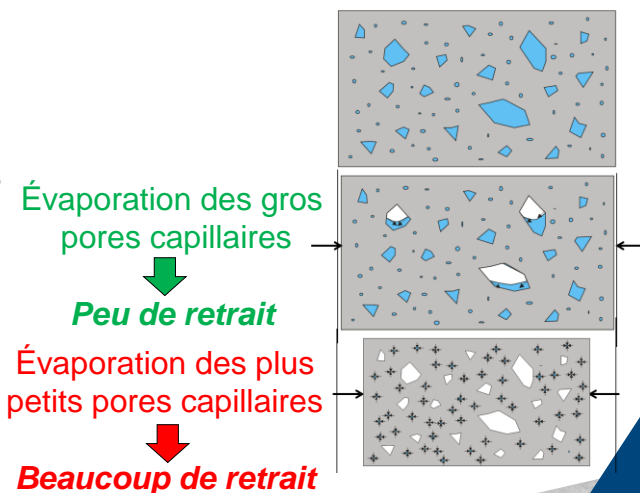 Évaporation des gros
pores capillaires
Peu de retrait
Évaporation des plus
petits pores capillaires
Beaucoup de retrait